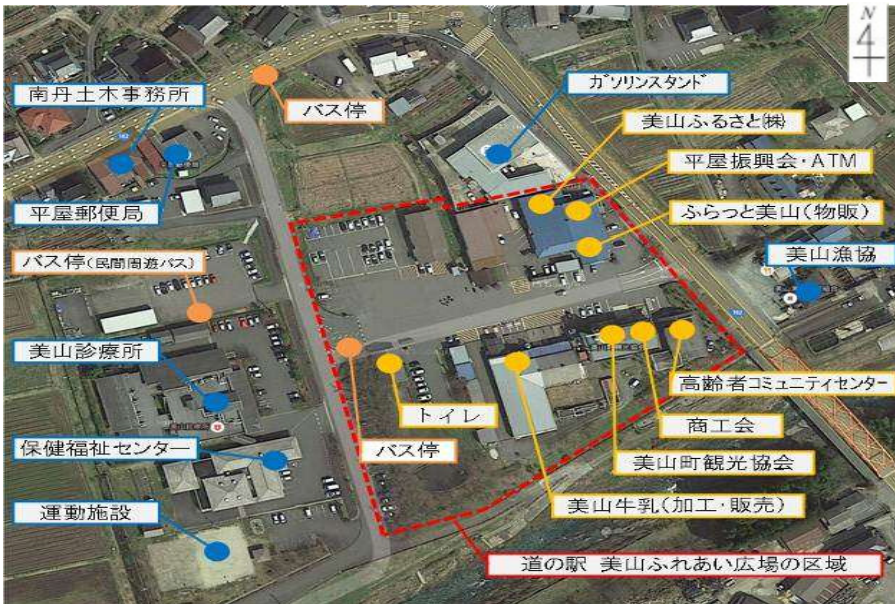 N
4
南丹土木事務所
バス停
ガソリンスタンド
美山ふるさと㈱
平屋振興会・ATM
平屋郵便局
ふらっと美山(物販)
バス停(民間周遊バス)
美山漁協
162
162
美山診療所
高齢者コミュニティセンター
トイレ
商工会
保健福祉センター
バス停
美山町観光協会
美山牛乳(加工・販売)
運動施設
道の駅 美山ふれあい広場の区域